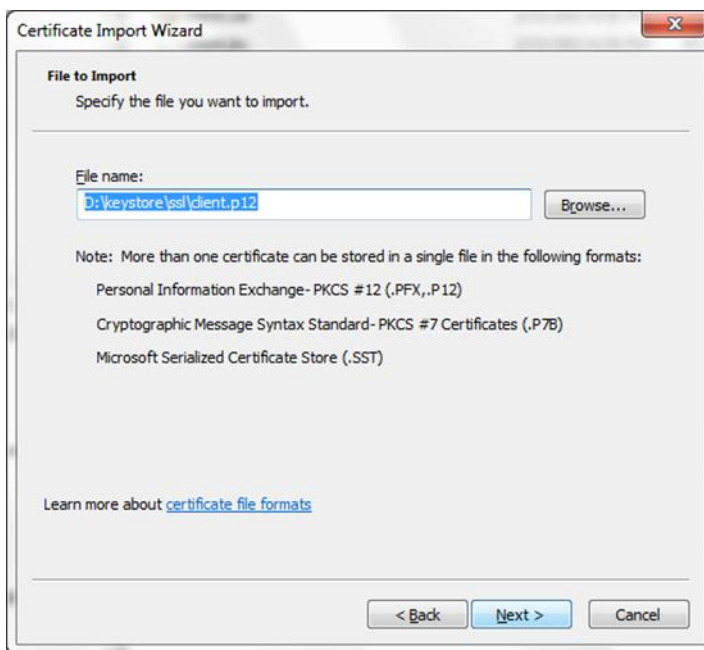 Certificate Import Wizard
File to Import
Specify the file you want to import.
File name:
D:\keystore\ssl\client.p12
Browse...
Note: More than one certificate can be stored in a single file in the following formats:
Personal Information Exchange- PKCS #12 (.PFX,.P12)
Cryptographic Message Syntax Standard- PKCS #7 Certificates (.P7B)
Microsoft Serialized Certificate Store (.SST)
Learn more about certificate file formats
< Back
Next >
Cancel